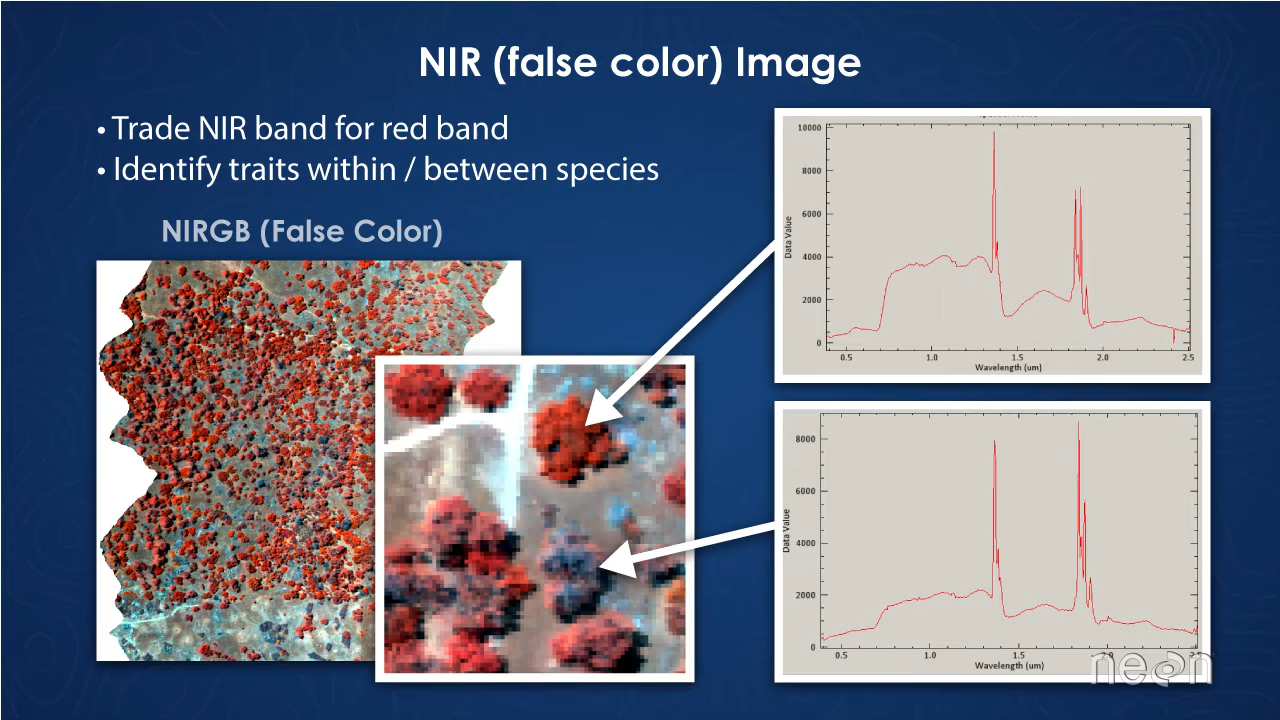 NIR (false color) Image
• Trade NIR band for red band
• Identify traits within / between species
NIRGB (False Color)
10000
8000
6000
4000
2000
0
Data Value
0.5 1.0 1.5 2.0 2.5
Wavelength (um)
8000
6000
4000
2000
0
Data Value
0.5 1.0 1.5 2.0
Wavelength (um)
neon